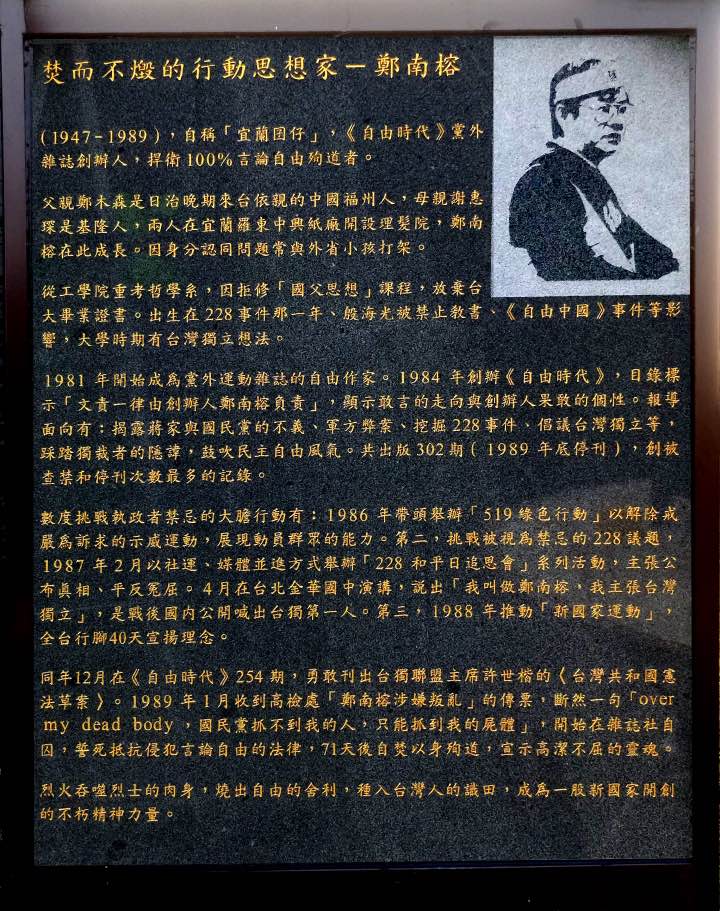 焚而不燬的行動思想家－鄭南榕
(1947-1989)，自稱「宜蘭囝仔」，《自由時代》黨外
雜誌創辦人，捍衛100%言論自由殉道者。
父親鄭木森是日治晚期來台依親的中國福州人，母親謝惠
琛是基隆人，兩人在宜蘭羅東中興紙廠開設理髮院，鄭南
榕在此成長。因身分認同問題常與外省小孩打架。
從工學院重考哲學系，因拒修「國父思想」課程，放棄台
大畢業證書。出生在228事件那一年、殷海光被禁止教書、《自由中國》事件等影
響，大學時期有台灣獨立想法。
1981 年開始成為黨外運動雜誌的自由作家。1984 年創辦《自由時代》，目錄標
示「文責一律由創辦人鄭南榕負責」，顯示敢言的走向與創辦人果敢的個性。報導
面向有：揭露蔣家與國民黨的不義、軍方弊案、挖掘228事件、倡議台灣獨立等，
踩踏獨裁者的隱諱，鼓吹民主自由風氣。共出版302期(1989 年底停刊)，創被
查禁和停刊次數最多的記錄。
數度挑戰執政者禁忌的大膽行動有：1986 年帶頭舉辦「519 綠色行動」以解除戒
嚴為訴求的示威運動，展現動員群眾的能力。第二，挑戰被視為禁忌的228議題，
1987 年2月以社運、媒體並進方式舉辦「228 和平日追思會」系列活動，主張公
布真相、平反冤屈。4月在台北金華國中演講，說出「我叫做鄭南榕，我主張台灣
獨立」，是戰後國內公開喊出台獨第一人。第三，1988 年推動「新國家運動」，
全台行腳40天宣揚理念。
同年12月在《自由時代》254 期，勇敢刊出台獨聯盟主席許世楷的〈台灣共和國憲
法草案〉。1989 年1月收到高檢處「鄭南榕涉嫌叛亂」的傳票，斷然一句「over
my dead body，國民黨抓不到我的人，只能抓到我的屍體」，開始在雜誌社自
囚，誓死抵抗侵犯言論自由的法律，71天後自焚以身殉道，宣示高潔不屈的靈魂。
烈火吞噬烈士的肉身，燒出自由的舍利，種入台灣人的識田，成為一股新國家開創
的不朽精神力量。